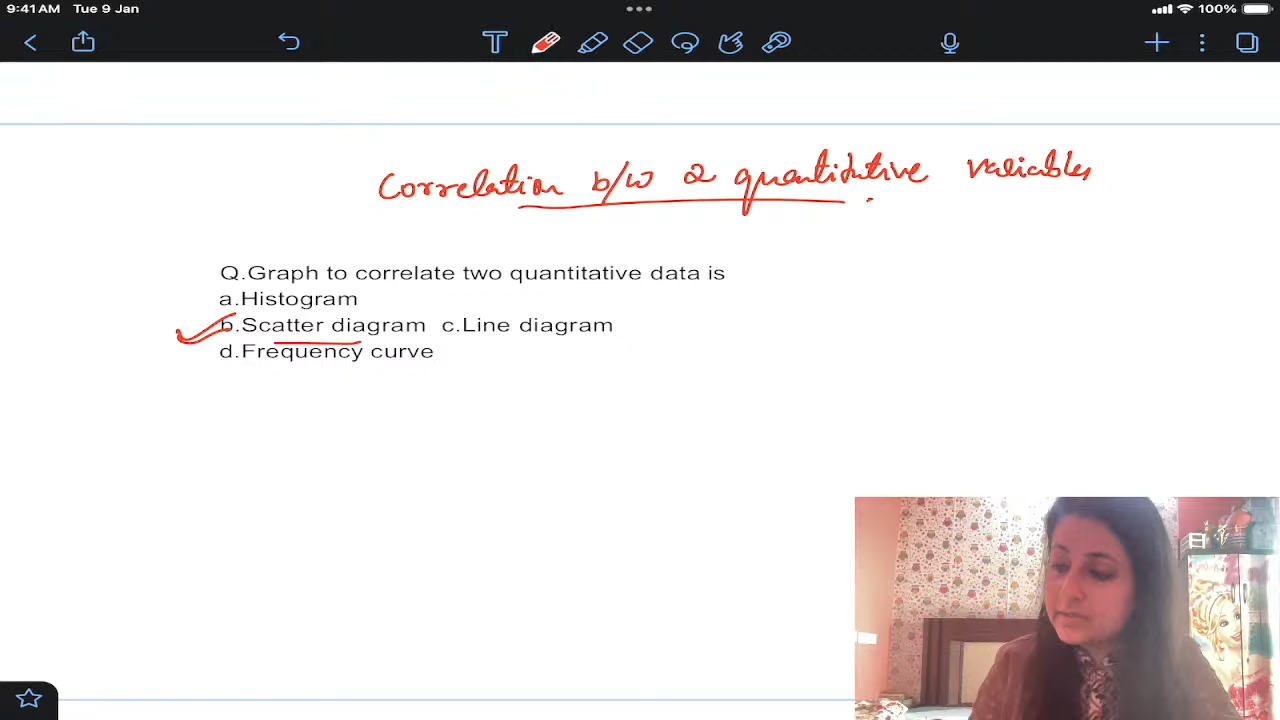 9:41 AM Tue 9 Jan
100%
Correlation b/w 2 quantitative variables
Q.Graph to correlate two quantitative data is
a.Histogram
b.Scatter diagram c.Line diagram
d.Frequency curve